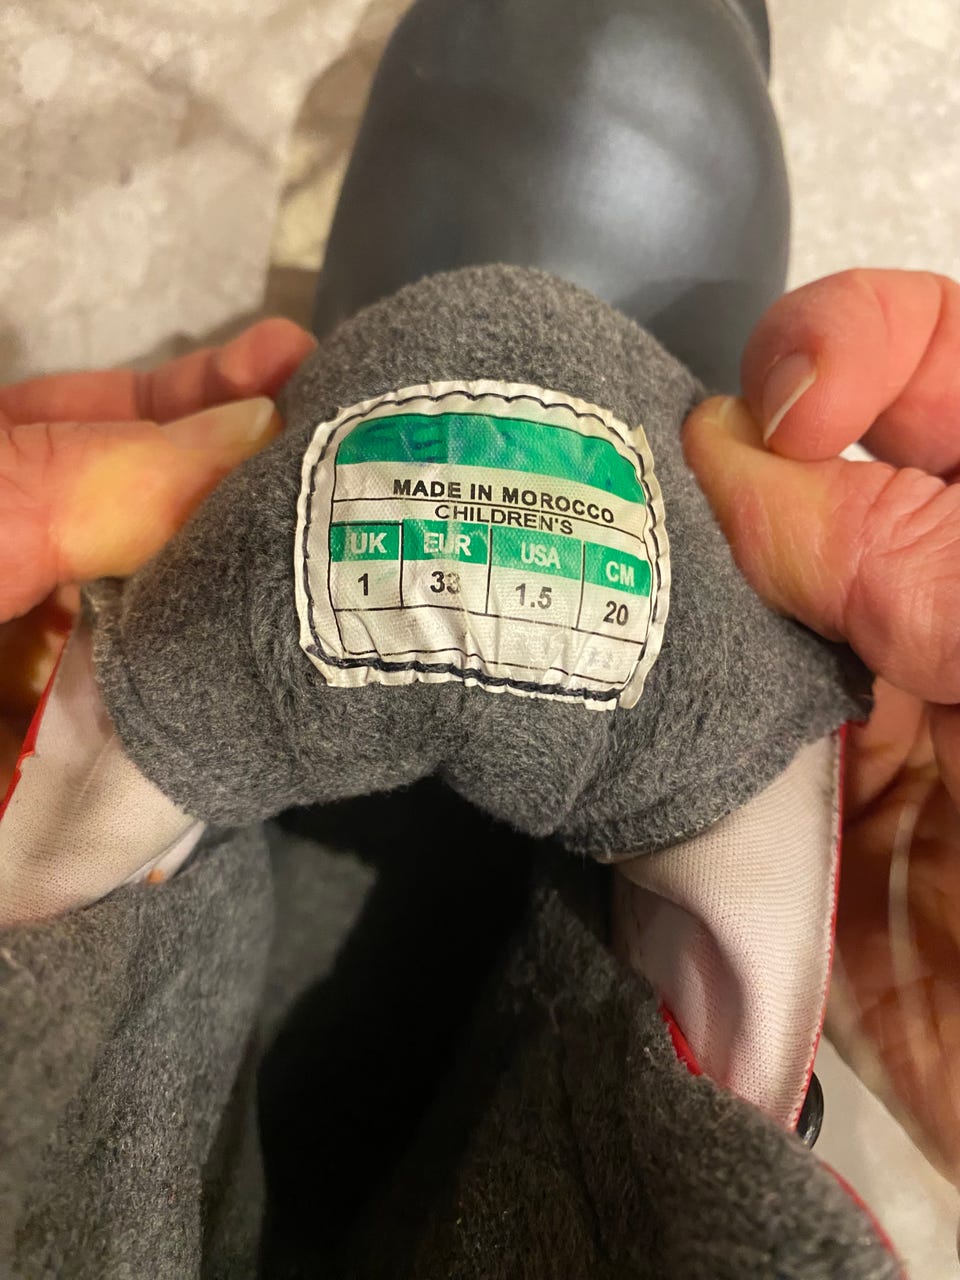 MADE IN MOROCCO
CHILDREN'S
UK EUR USA CM
1 33 1.5 20